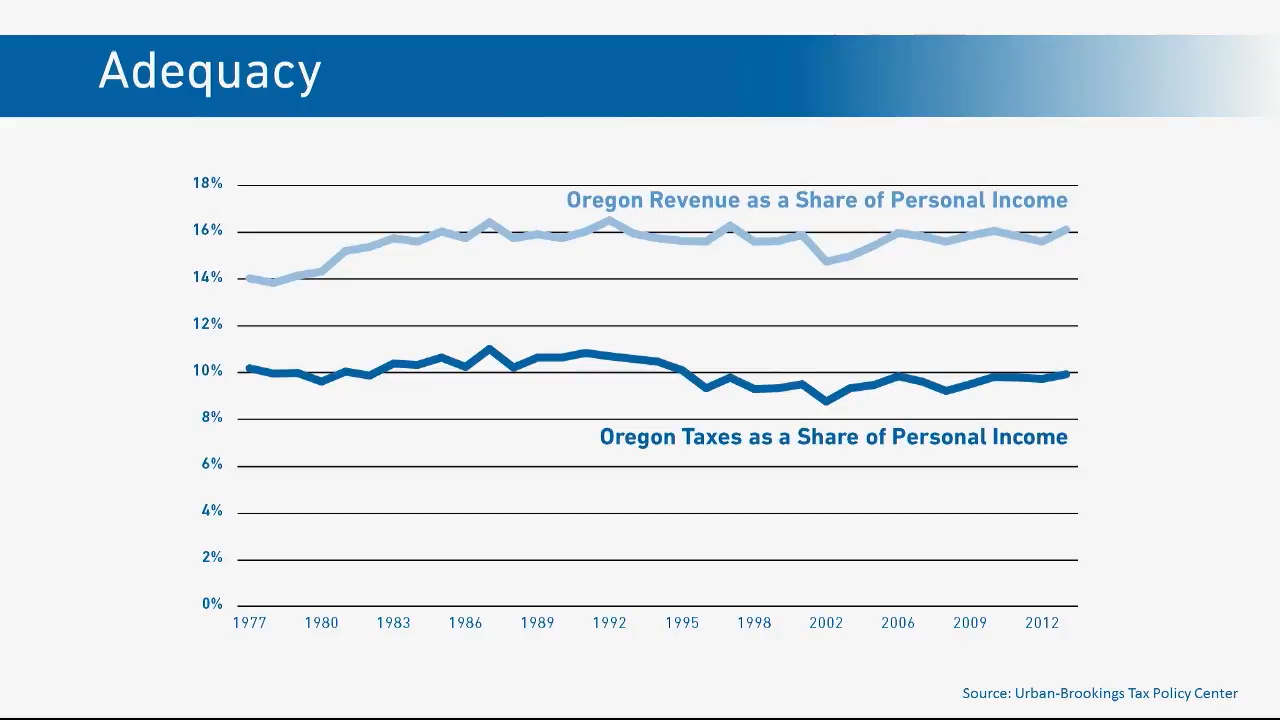 Adequacy
18%
Oregon Revenue as a Share of Personal Income
16%
14%
12%
10%
8%
Oregon Taxes as a Share of Personal Income
6%
4%
2%
0%
1977 1980 1983 1986 1989 1992 1995 1998 2002 2006 2009 2012
Source: Urban-Brookings Tax Policy Center